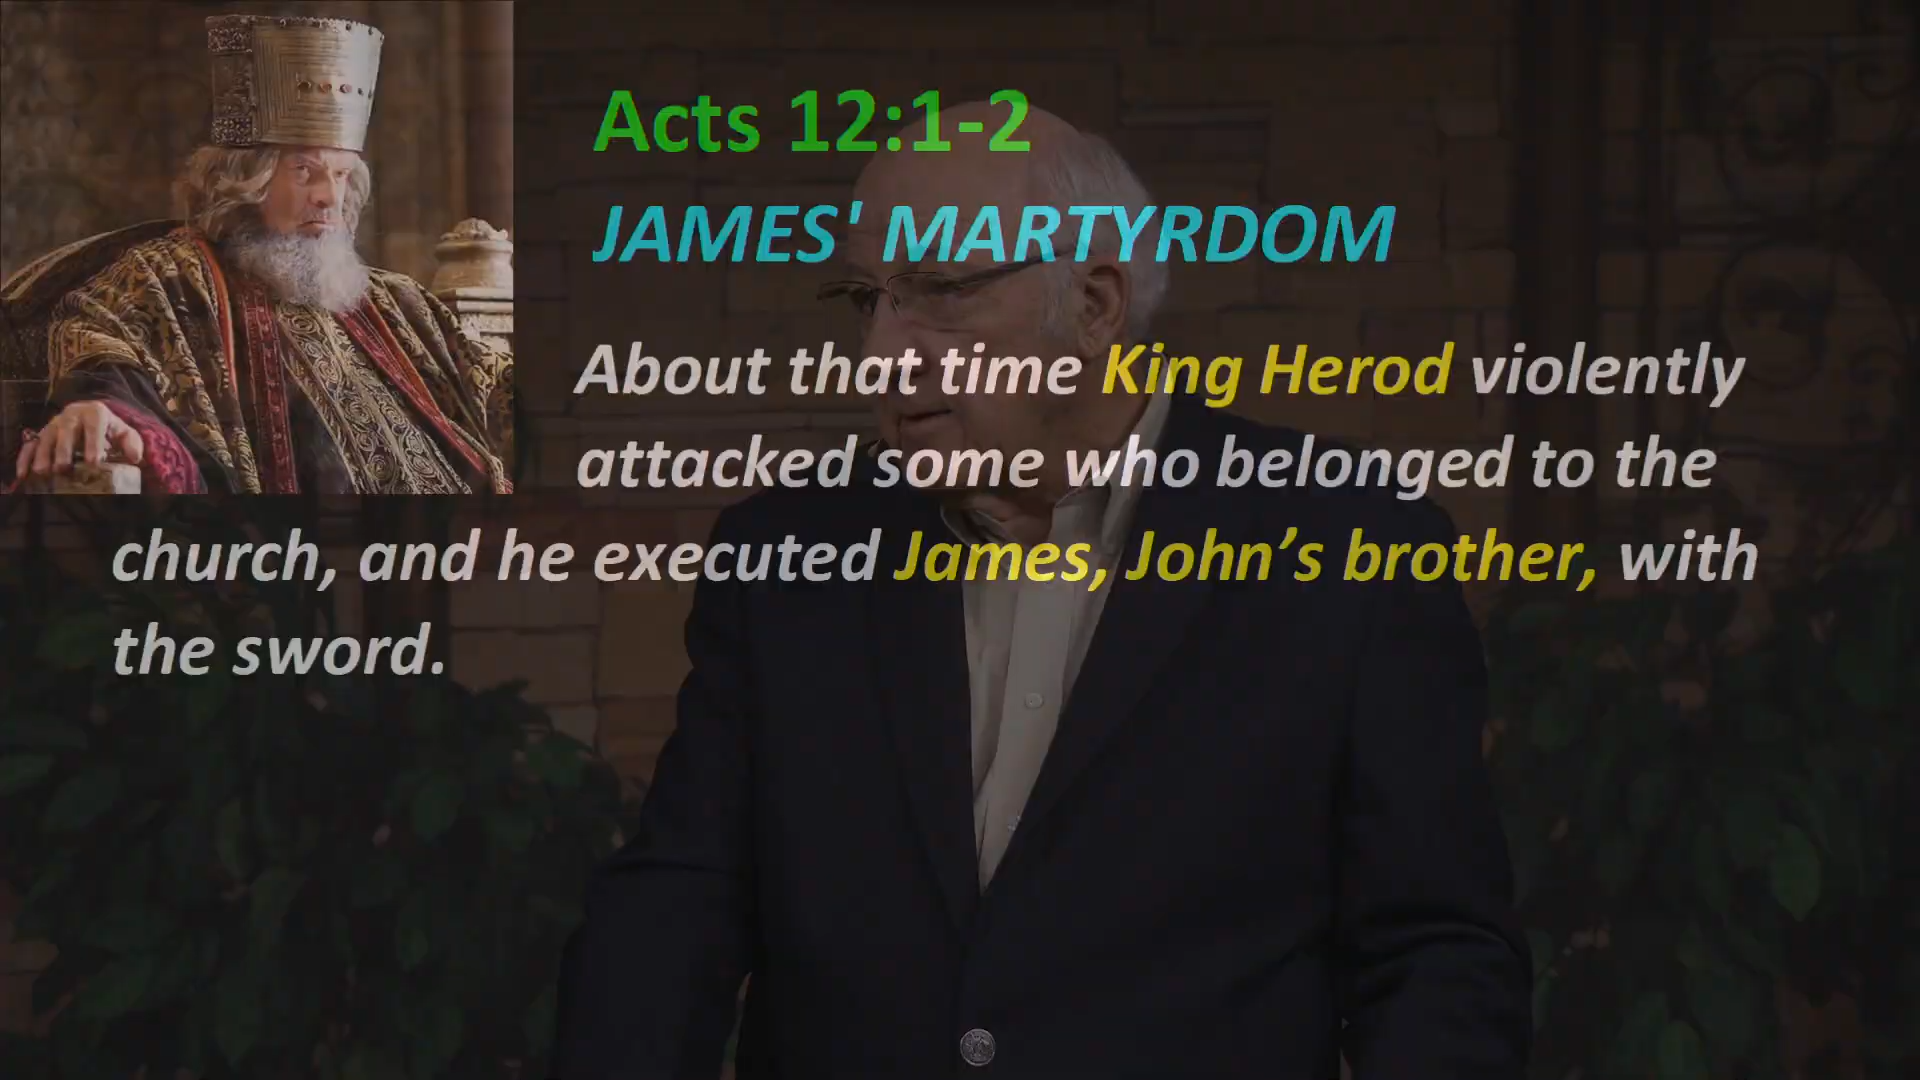 Acts 12:1-2
JAMES' MARTYRDOM
About that time King Herod violently
attacked some who belonged to the
church, and he executed James, John’s brother, with
the sword.